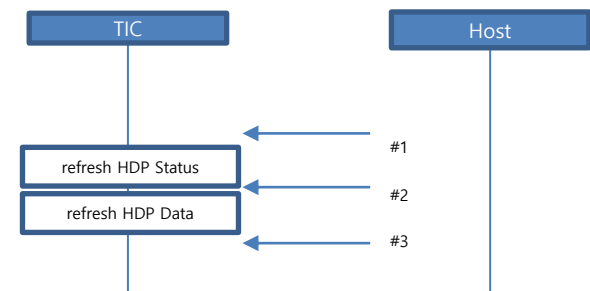 TIC
Host
#1
refresh HDP Status
#2
refresh HDP Data
#3